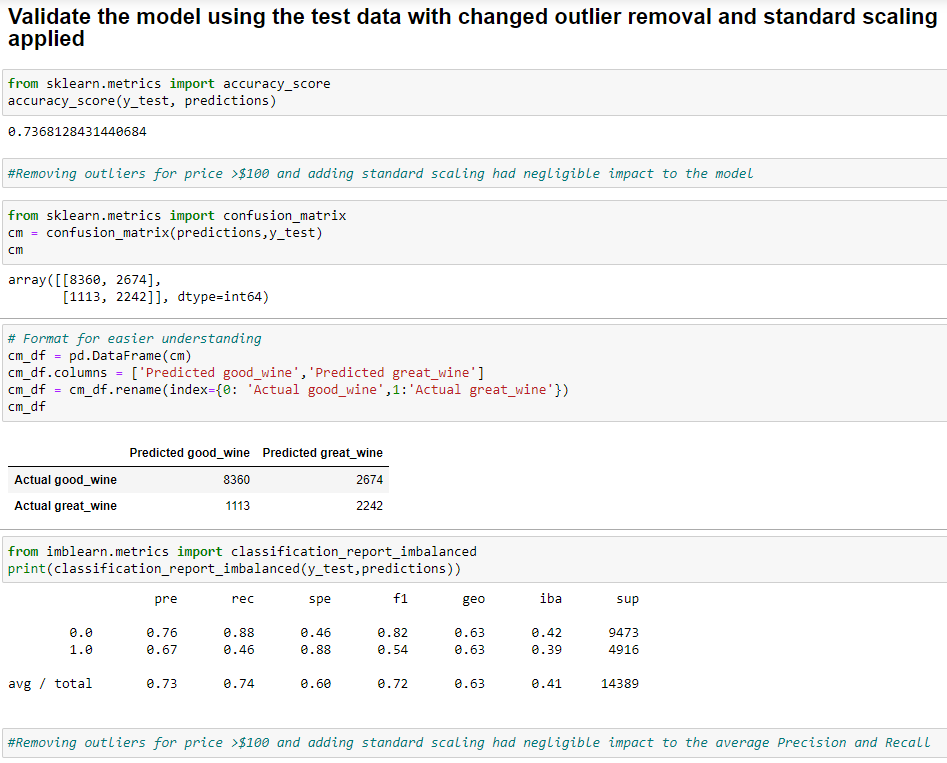 Validate the model using the test data with changed outlier removal and standard scaling
applied
from sklearn.metrics import accuracy_score
accuracy_score(y_test, predictions)
0.7368128431440684
#Removing outliers for price >$100 and adding standard scaling had negligible impact to the model
from sklearn.metrics import confusion_matrix
cm = confusion_matrix(predictions,y_test)
cm
array([[8360, 2674],
       [1113, 2242]], dtype=int64)
# Format for easier understanding
cm_df = pd.DataFrame(cm)
cm_df.columns = ['Predicted good_wine','Predicted great_wine']
cm_df = cm_df.rename(index={0: 'Actual good_wine',1:'Actual great_wine'})
cm_df
Predicted good_wine Predicted great_wine
Actual good_wine 8360 2674
Actual great_wine 1113 2242
from imblearn.metrics import classification_report_imbalanced
print(classification_report_imbalanced(y_test,predictions))
pre rec spe f1 geo iba sup
0.0 0.76 0.88 0.46 0.82 0.63 0.42 9473
1.0 0.67 0.46 0.88 0.54 0.63 0.39 4916
avg / total 0.73 0.74 0.60 0.72 0.63 0.41 14389
#Removing outliers for price >$100 and adding standard scaling had negligible impact to the average Precision and Recall